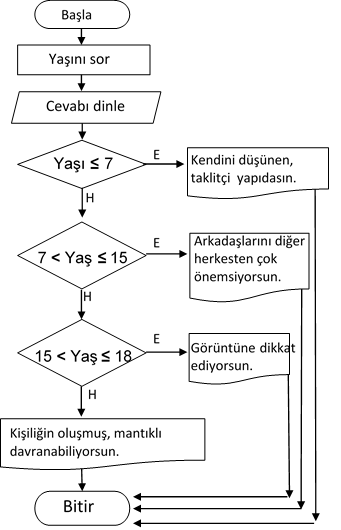 Başla
Yaşını sor
Cevabı dinle
Yaşı ≤ 7
E
Kendini düşünen,
taklitçi yapıdasın.
H
7 < Yaş ≤ 15
E
Arkadaşlarını diğer
herkesten çok
önemsiyorsun.
H
15 < Yaş ≤ 18
E
Görüntüne dikkat
ediyorsun.
H
Kişiliğin oluşmuş, mantıklı
davranabiliyorsun.
Bitir